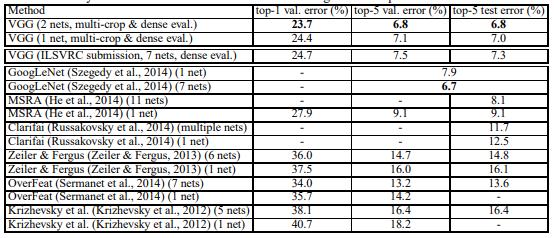 Method top-1 val. error (%) top-5 val. error (%) top-5 test error (%)
VGG (2 nets, multi-crop & dense eval.) 23.7 6.8 6.8
VGG (1 net, multi-crop & dense eval.) 24.4 7.1 7.0
VGG (ILSVRC submission, 7 nets, dense eval.) 24.7 7.5 7.3
GoogLeNet (Szegedy et al., 2014) (1 net) - 7.9
GoogLeNet (Szegedy et al., 2014) (7 nets) - 6.7
MSRA (He et al., 2014) (11 nets) - - 8.1
MSRA (He et al., 2014) (1 net) 27.9 9.1 9.1
Clarifai (Russakovsky et al., 2014) (multiple nets) - - 11.7
Clarifai (Russakovsky et al., 2014) (1 net) - - 12.5
Zeiler & Fergus (Zeiler & Fergus, 2013) (6 nets) 36.0 14.7 14.8
Zeiler & Fergus (Zeiler & Fergus, 2013) (1 net) 37.5 16.0 16.1
OverFeat (Sermanet et al., 2014) (7 nets) 34.0 13.2 13.6
OverFeat (Sermanet et al., 2014) (1 net) 35.7 14.2 -
Krizhevsky et al. (Krizhevsky et al., 2012) (5 nets) 38.1 16.4 16.4
Krizhevsky et al. (Krizhevsky et al., 2012) (1 net) 40.7 18.2 -